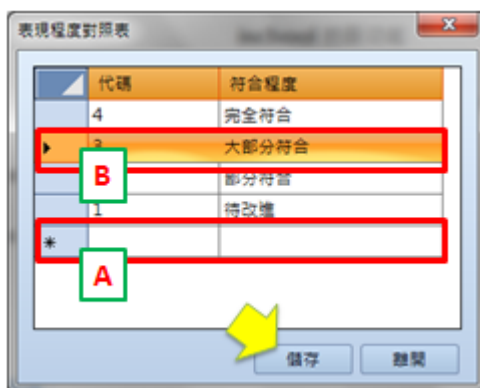 表現程度對照表
代碼 符合程度
4 完全符合
3 大部分符合
B
部分符合
1 待改進
*
A
儲存 離開